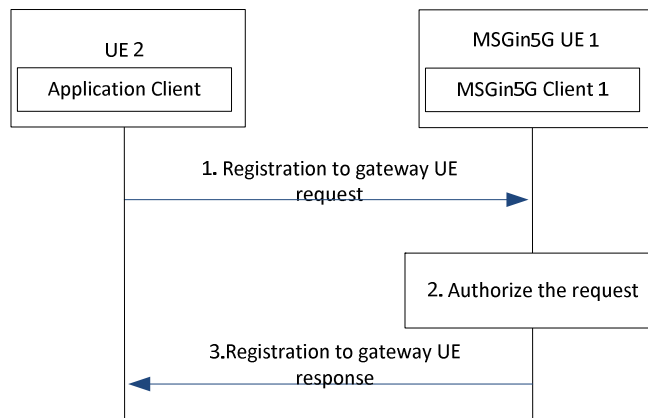 UE 2
Application Client
MSGin5G UE 1
MSGin5G Client 1
1. Registration to gateway UE
request
2. Authorize the request
3.Registration to gateway UE
response